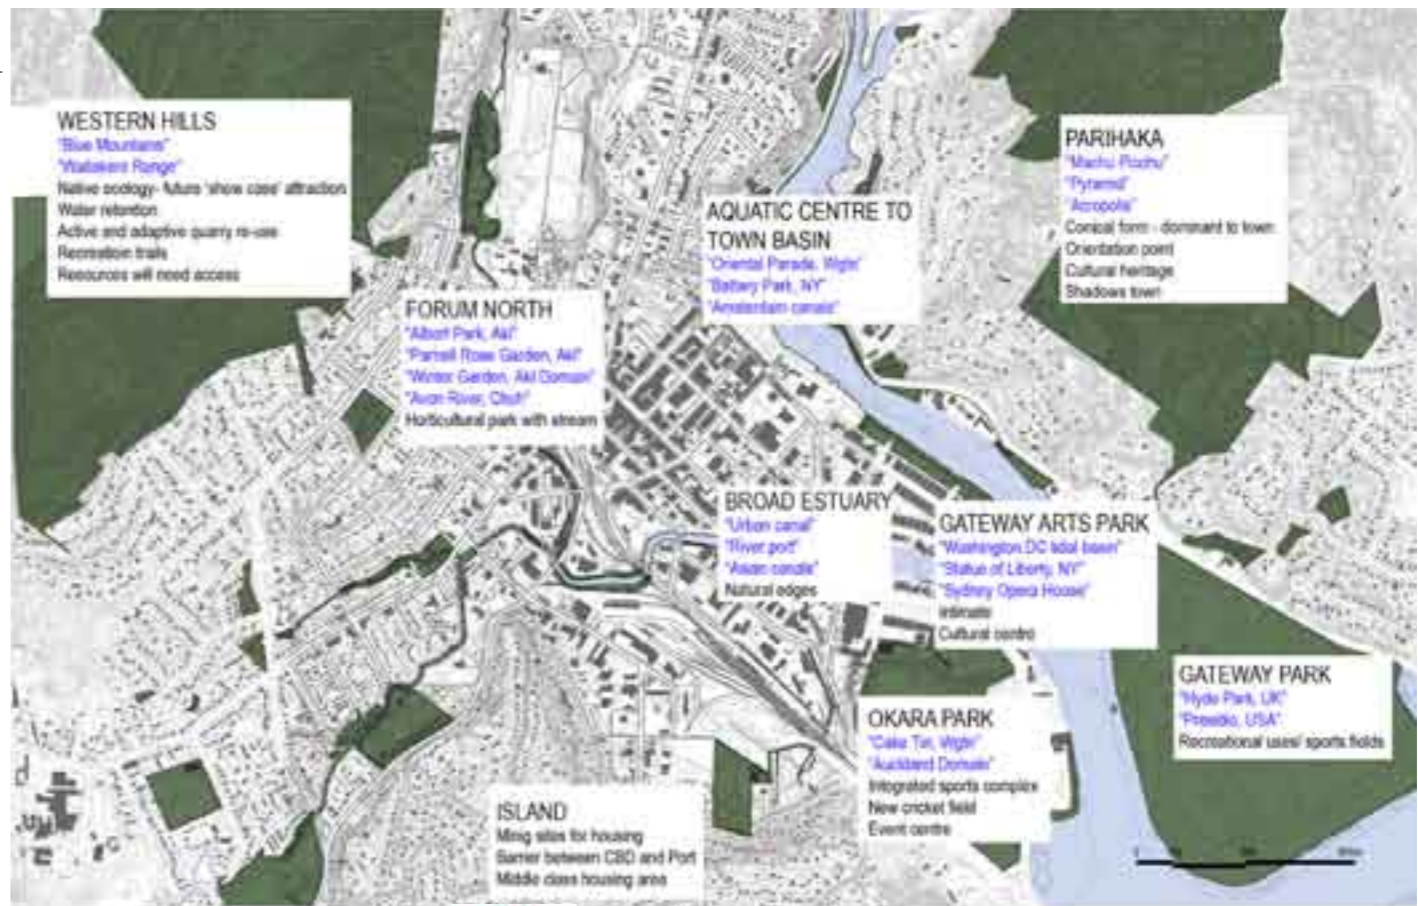 WESTERN HILLS
"Blue Mountains"
"Waitakere Range"
Native ecology- future 'show case' attraction
Water retention
Active and adaptive quarry re-use
Recreation trails
Resources will need access
FORUM NORTH
"Albert Park, Akl"
"Parnell Rose Garden, Akl"
"Winter Garden, Akl Domain"
"Avon River, Chch"
Horticultural park with stream
AQUATIC CENTRE TO
TOWN BASIN
"Oriental Parade, Wgtn"
"Battery Park, NY"
"Amsterdam canals"
PARIHAKA
"Machu Picchu"
"Pyramid"
"Acropolis"
Conical form - dominant to town
Orientation point
Cultural heritage
Shadows town
BROAD ESTUARY
"Urban canal"
"River port"
"Asian canals"
Natural edges
GATEWAY ARTS PARK
"Washington DC tidal basin"
"Statue of Liberty, NY"
"Sydney Opera House"
Intimate
Cultural
GATEWAY PARK
"Hyde Park, UK"
"Presidio, USA"
Recreational uses/ sports fields
OKARA PARK
"Cake Tin, Wgtn"
"Auckland Domain"
Integrated sports complex
New cricket field
Event centre
ISLAND
sites for housing
Barrier between CBD and Port
Middle class housing area